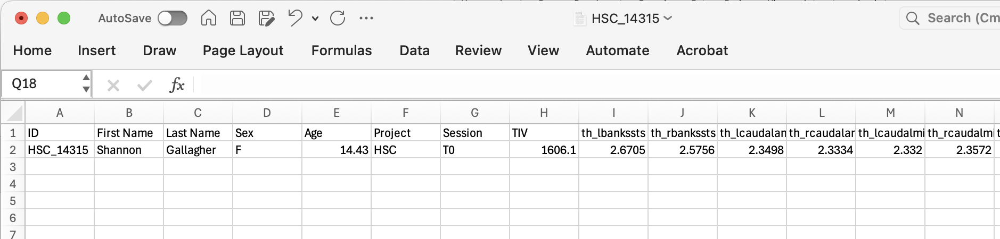 AutoSave HSC_14315 Search (Cm
Home Insert Draw Page Layout Formulas Data Review View Automate Acrobat
Q18 fx
A B C D E F G H I J K L M N
1 ID First Name Last Name Sex Age Project Session TIV th_lbankssts th_rbankssts th_lcaudalan th_rcaudalar th_lcaudalmi th_rcaudalmi t
2 HSC_14315 Shannon Gallagher F 14.43 HSC T0 1606.1 2.6705 2.5756 2.3498 2.3334 2.332 2.3572
3
4
5
6
7